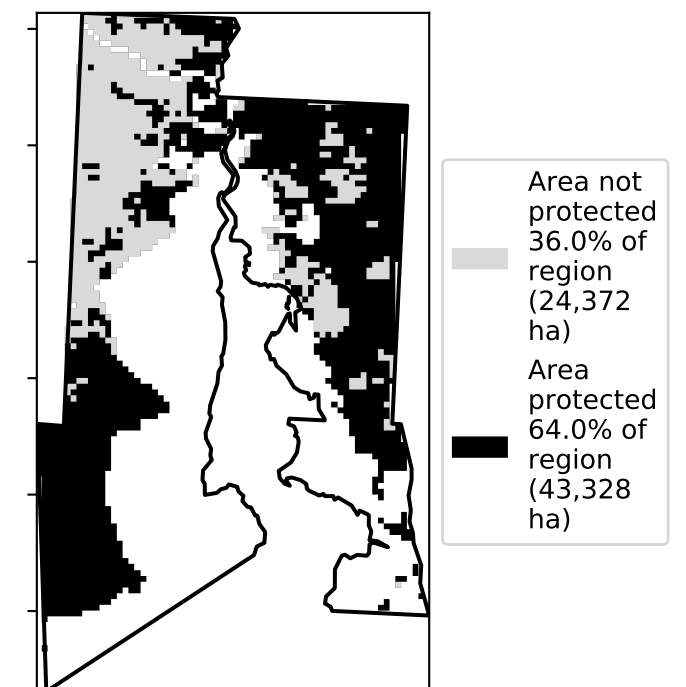 Area not
protected
36.0% of
region
(24,372
ha)
Area
protected
64.0% of
region
(43,328
ha)